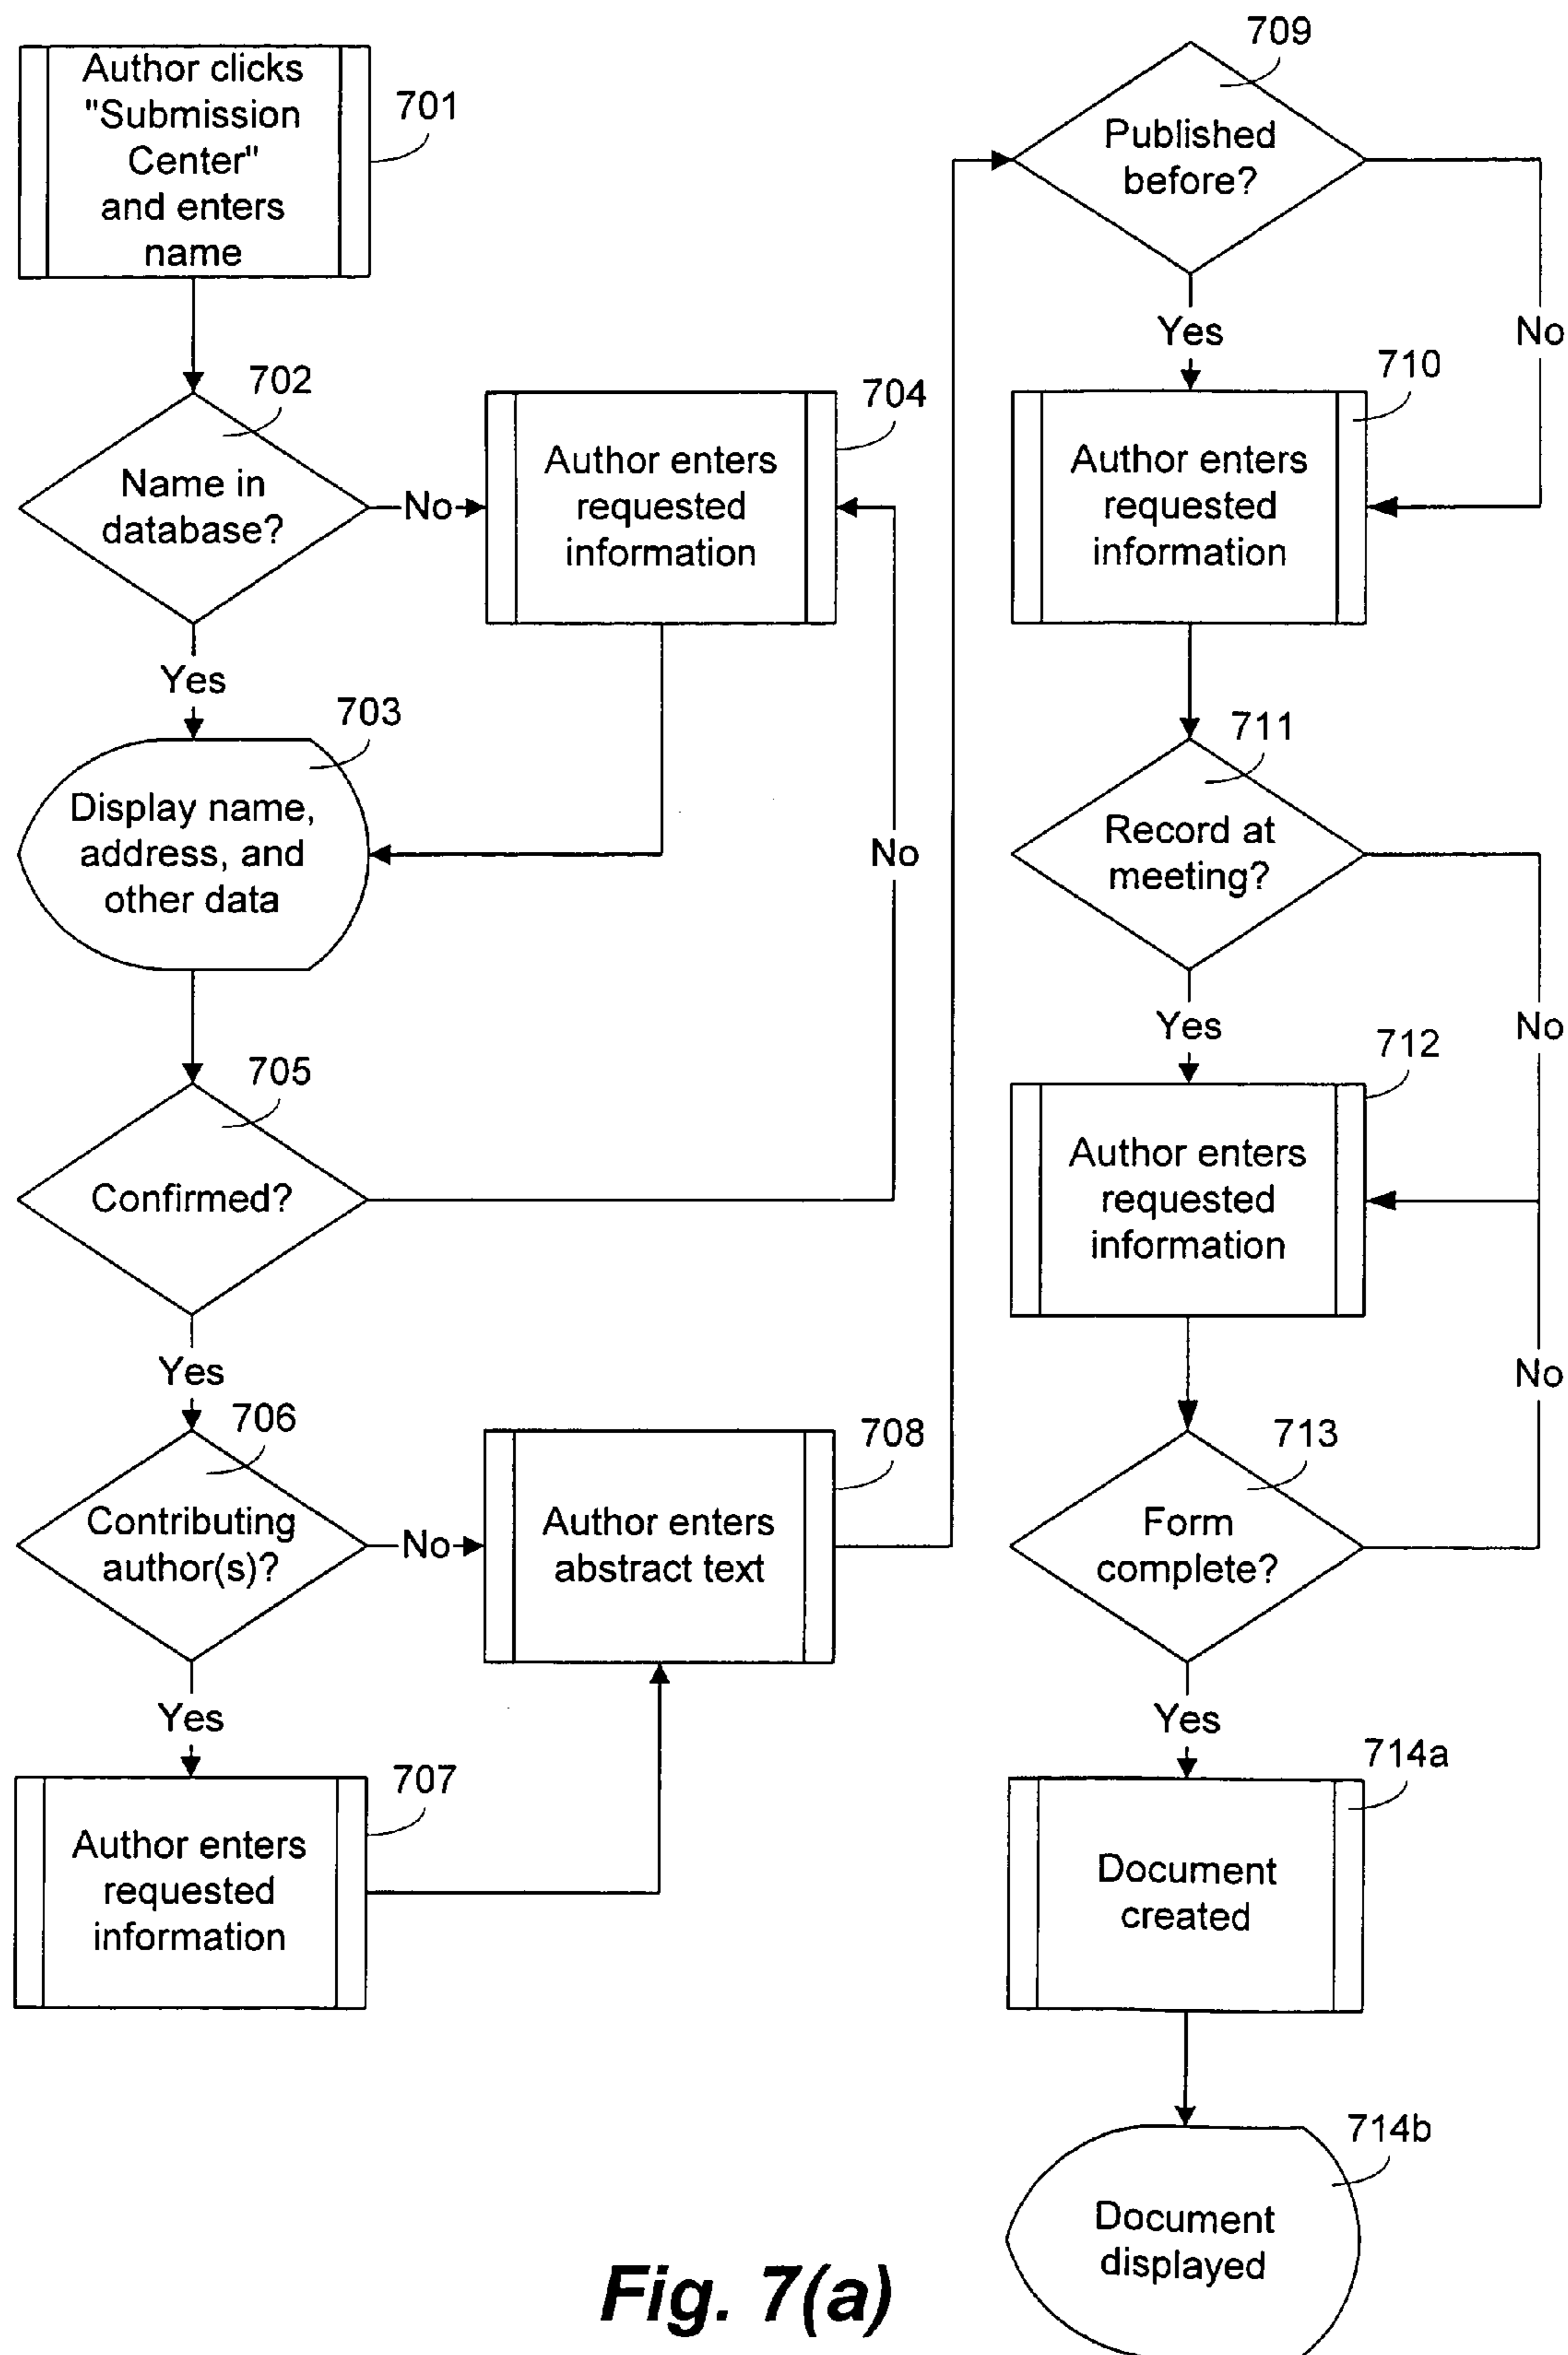 Author clicks
"Submission
Center"
and enters
name
701
702
Name in
database?
No
704
Author enters
requested
information
Yes
703
Display name,
address, and
other data
No
705
Confirmed?
Yes
706
Contributing
author(s)?
No
708
Author enters
abstract text
Yes
707
Author enters
requested
information
709
Published
before?
Yes
No
710
Author enters
requested
information
711
Record at
meeting?
Yes
No
712
Author enters
requested
information
No
713
Form
complete?
Yes
714a
Document
created
714b
Document
displayed
Fig. 7(a)